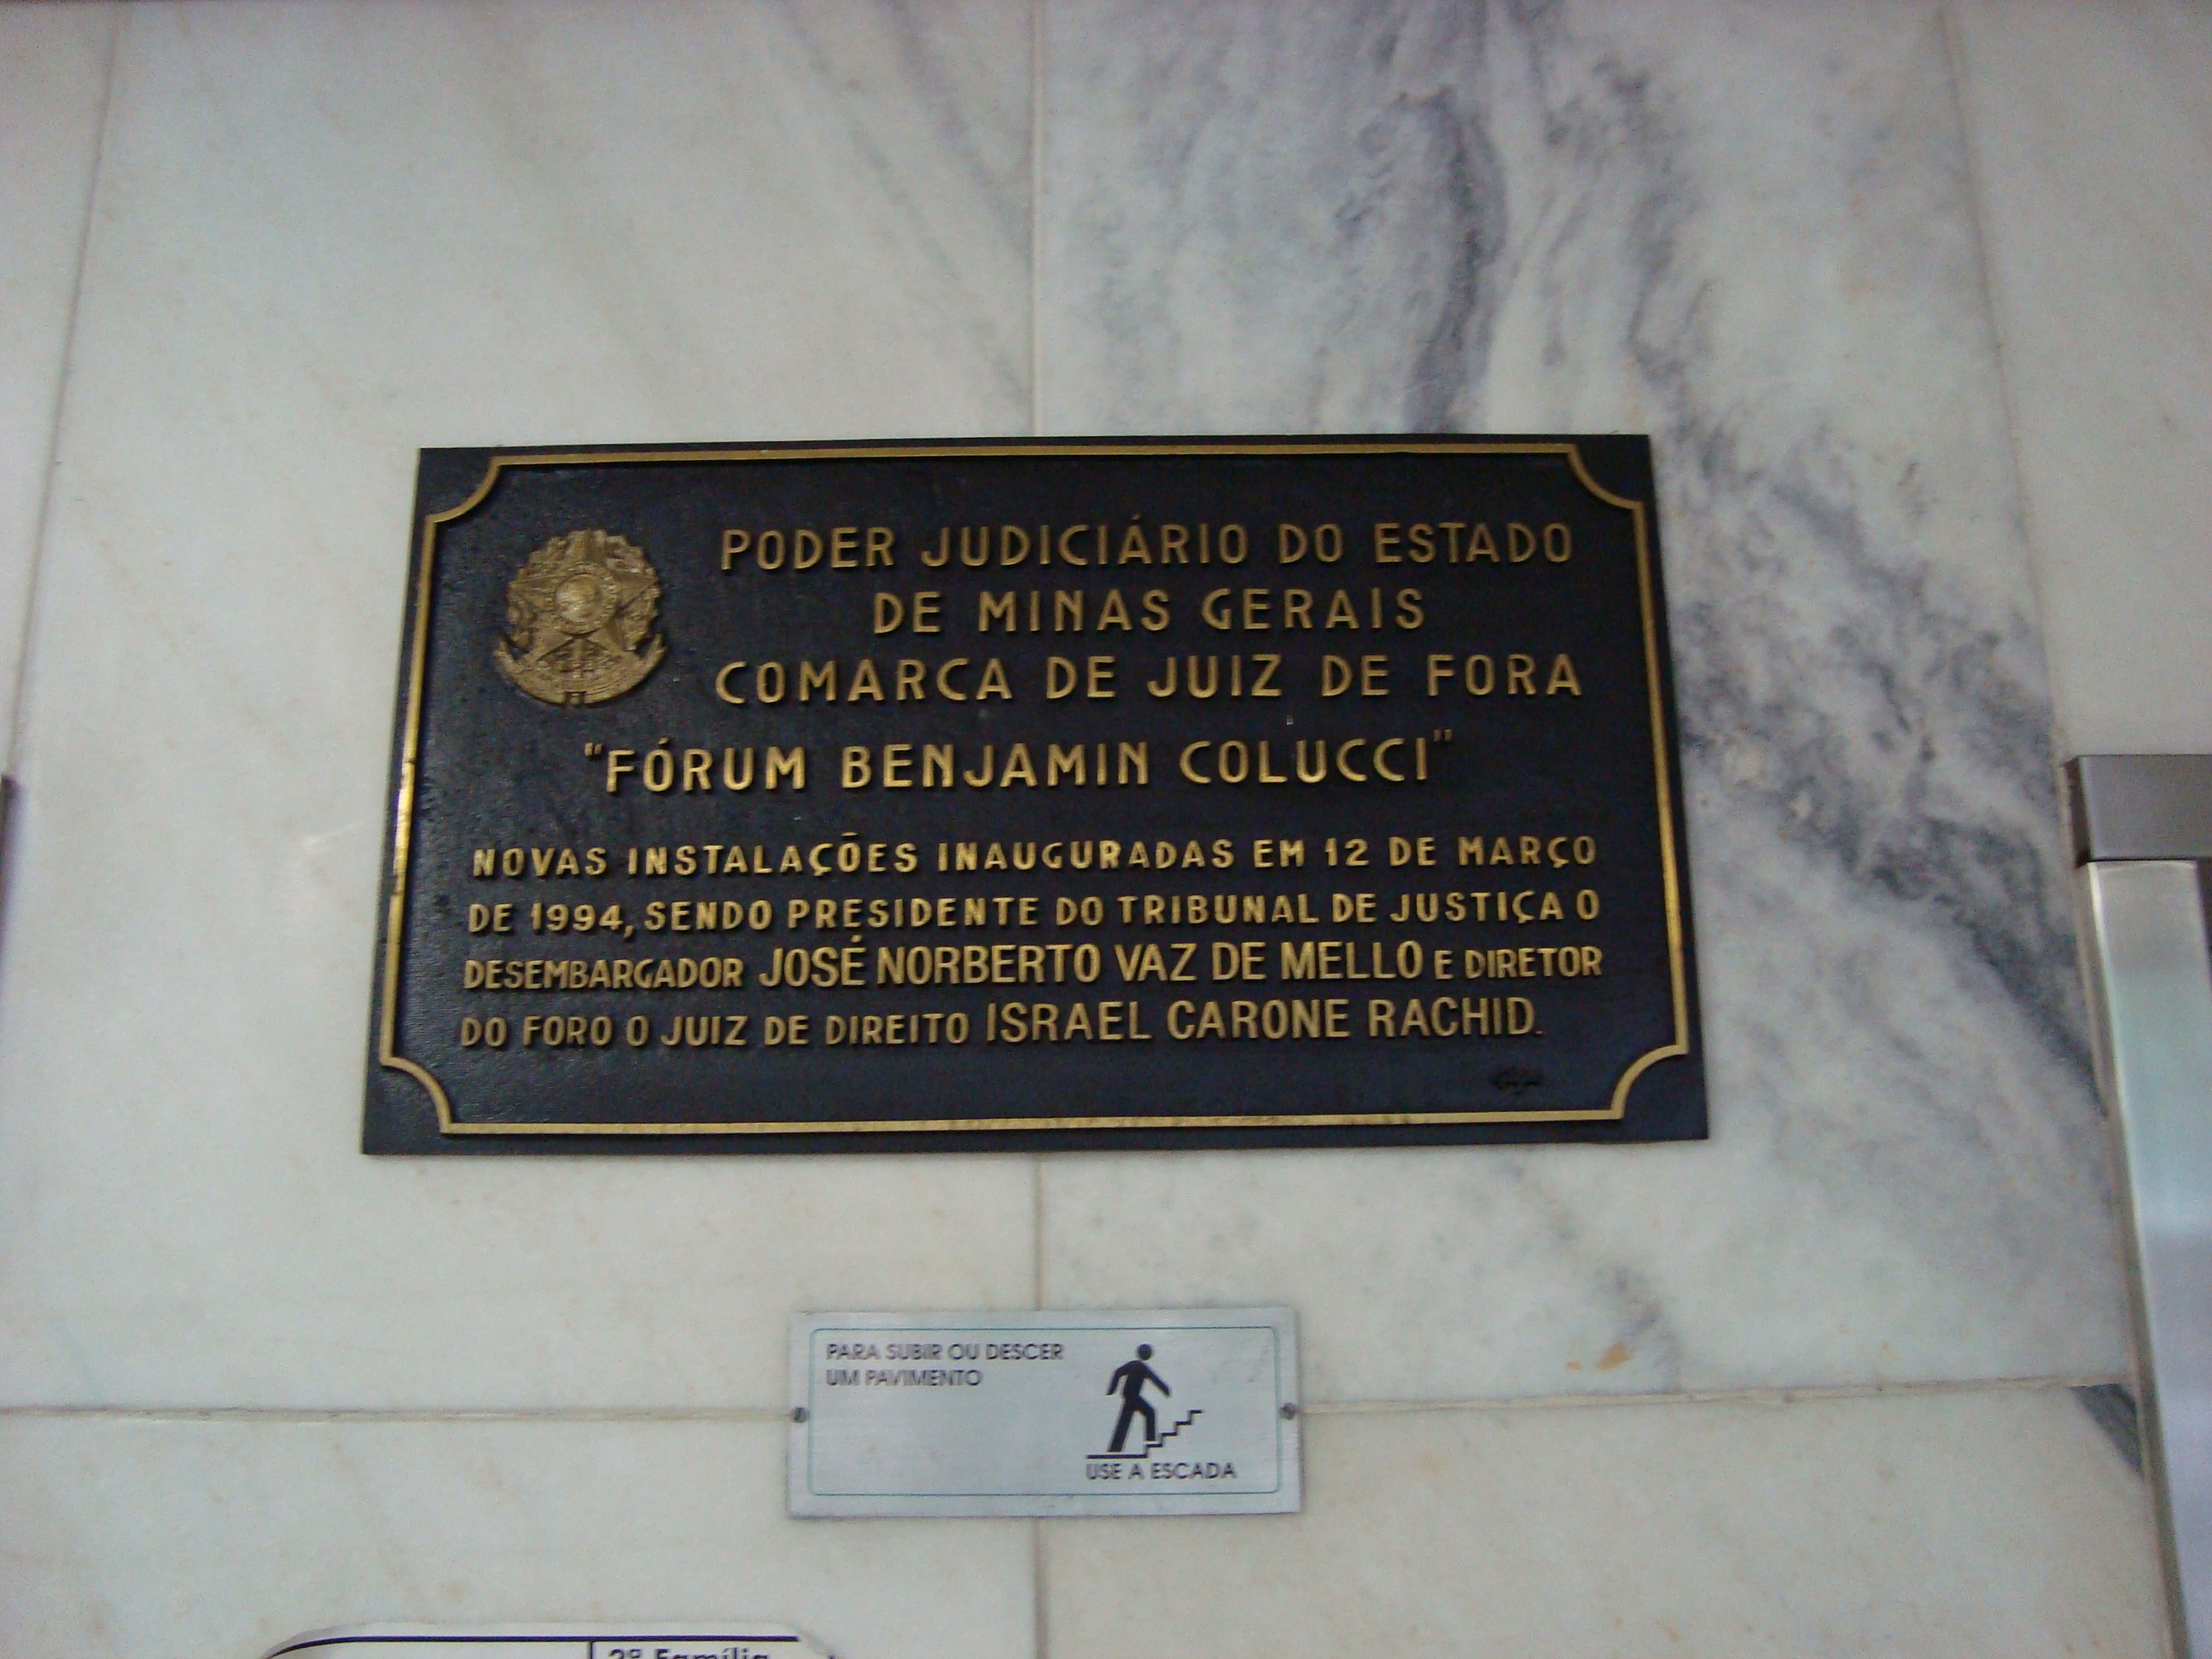 PODER JUDICIÁRIO DO ESTADO
DE MINAS GERAIS
COMARCA DE JUIZ DE FORA
"FÓRUM BENJAMIN COLUCCI"
NOVAS INSTALAÇÕES INAUGURADAS EM 12 DE MARÇO
DE 1994, SENDO PRESIDENTE DO TRIBUNAL DE JUSTIÇA O
DESEMBARGADOR JOSÉ NORBERTO VAZ DE MELLO E DIRETOR
DO FORO O JUIZ DE DIREITO ISRAEL CARONE RACHID.
PARA SUBIR OU DESCER
UM PAVIMENTO
USE A ESCADA
2ª Família